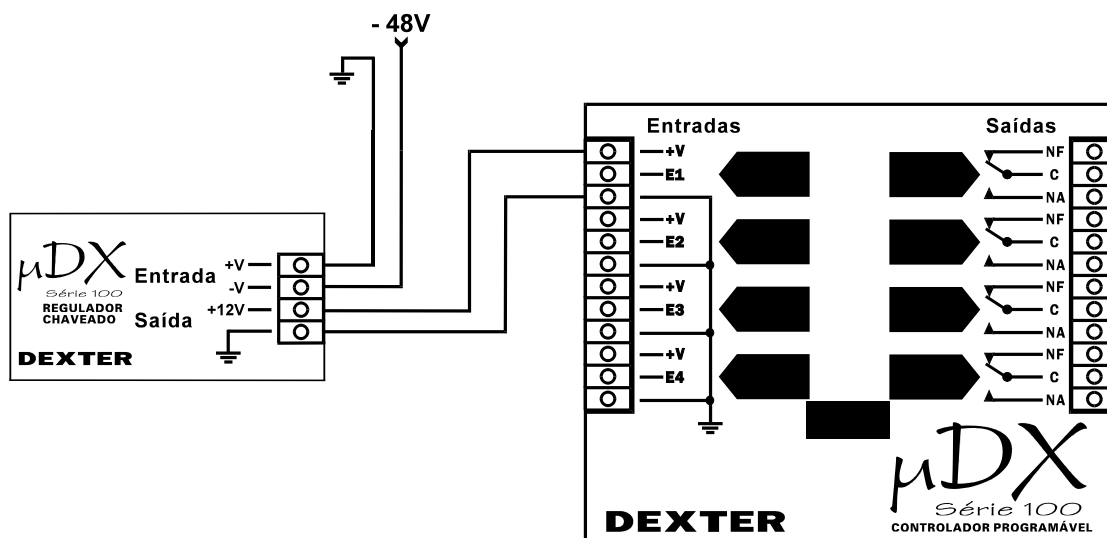 - 48V
µDX
Série 100
REGULADOR
CHAVEADO
DEXTER
Entrada
+V
-V
Saída
+12V
Entradas
+V
E1
+V
E2
+V
E3
+V
E4
Saídas
NF
C
NA
NF
C
NA
NF
C
NA
NF
C
NA
DEXTER
µDX
Série 100
CONTROLADOR PROGRAMÁVEL